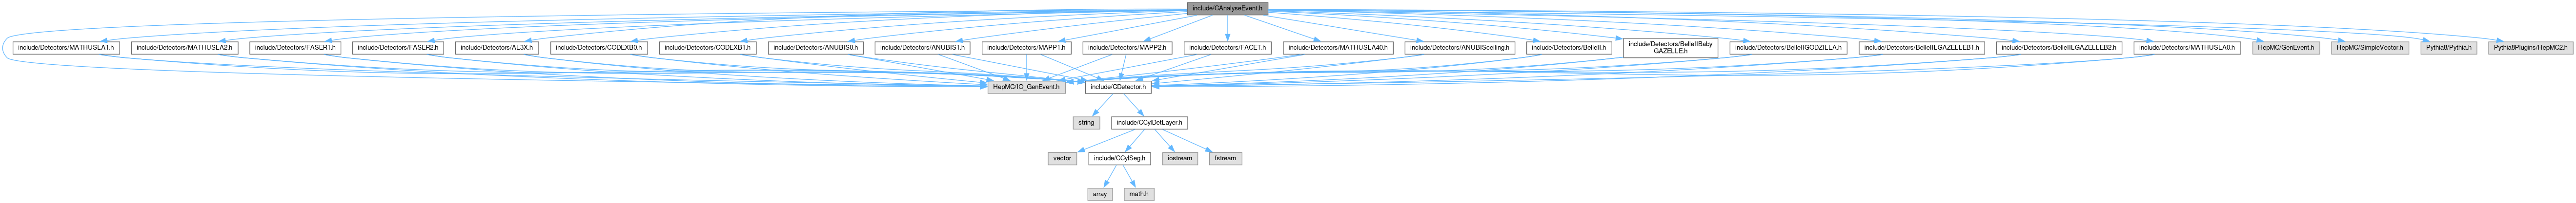 include/CAnalyseEvent.h
include/Detectors/MATHUSLA1.h
include/Detectors/MATHUSLA2.h
include/Detectors/FASER1.h
include/Detectors/FASER2.h
include/Detectors/AL3X.h
include/Detectors/CODEXB0.h
include/Detectors/CODEXB1.h
include/Detectors/ANUBIS0.h
include/Detectors/ANUBIS1.h
include/Detectors/MAPP1.h
include/Detectors/MAPP2.h
include/Detectors/FACET.h
include/Detectors/MATHUSLA40.h
include/Detectors/ANUBISceiling.h
include/Detectors/BelleII.h
include/Detectors/BelleIIBaby
GAZELLE.h
include/Detectors/BelleIIGODZILLA.h
include/Detectors/BelleIILGAZELLEB1.h
include/Detectors/BelleIILGAZELLEB2.h
include/Detectors/MATHUSLA0.h
HepMC/GenEvent.h
HepMC/SimpleVector.h
Pythia8/Pythia.h
Pythia8Plugins/HepMC2.h
HepMC/IO_GenEvent.h
include/CDetector.h
string
include/CCylDetLayer.h
vector
include/CCylSeg.h
iostream
fstream
array
math.h